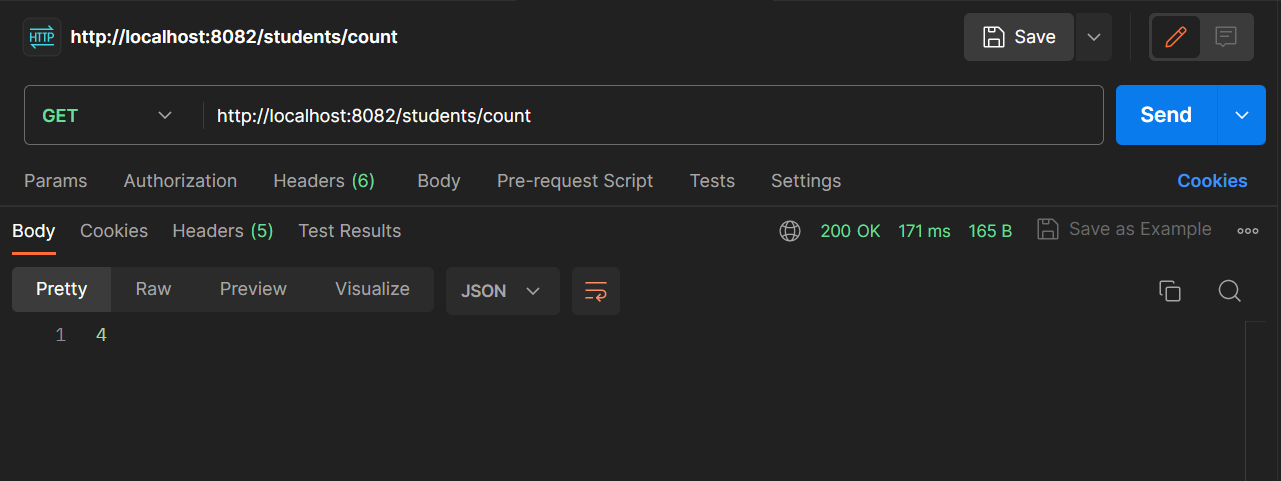 HTTP http://localhost:8082/students/count Save
GET http://localhost:8082/students/count Send
Params Authorization Headers (6) Body Pre-request Script Tests Settings Cookies
Body Cookies Headers (5) Test Results 200 OK 171 ms 165 B Save as Example
Pretty Raw Preview Visualize JSON
1 4